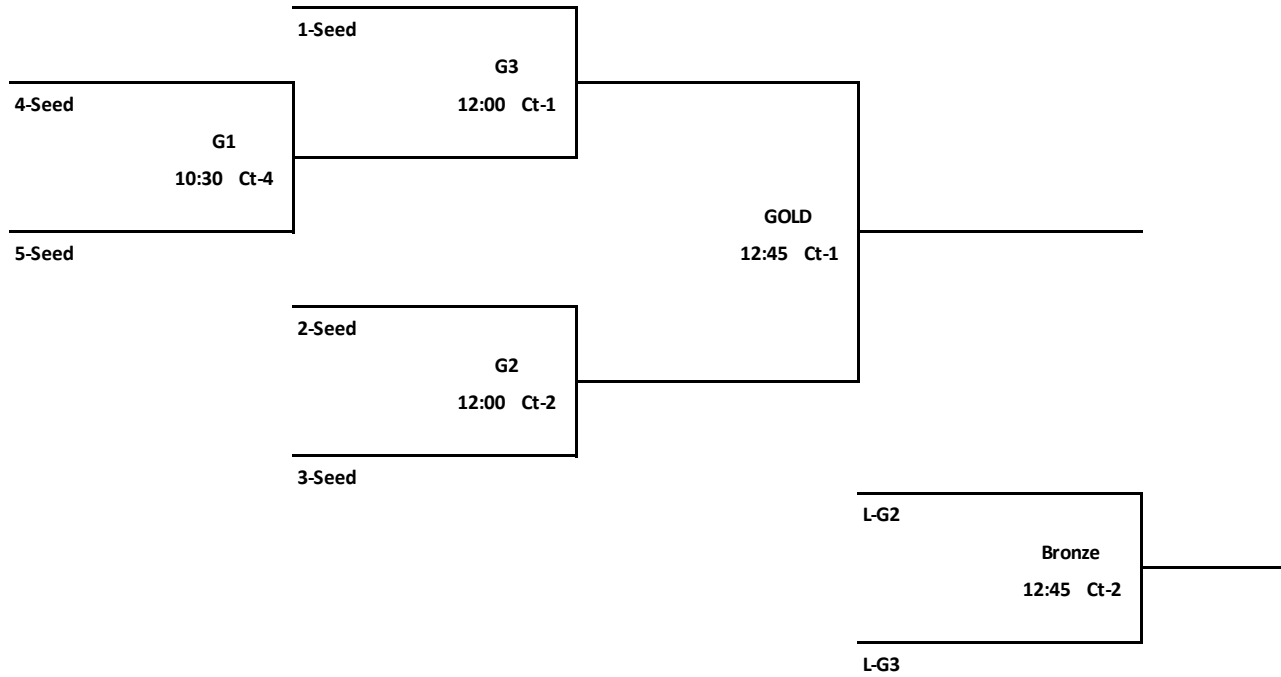 1-Seed
G3
12:00 Ct-1
4-Seed
G1
10:30 Ct-4
5-Seed
GOLD
12:45 Ct-1
2-Seed
G2
12:00 Ct-2
3-Seed
L-G2
Bronze
12:45 Ct-2
L-G3